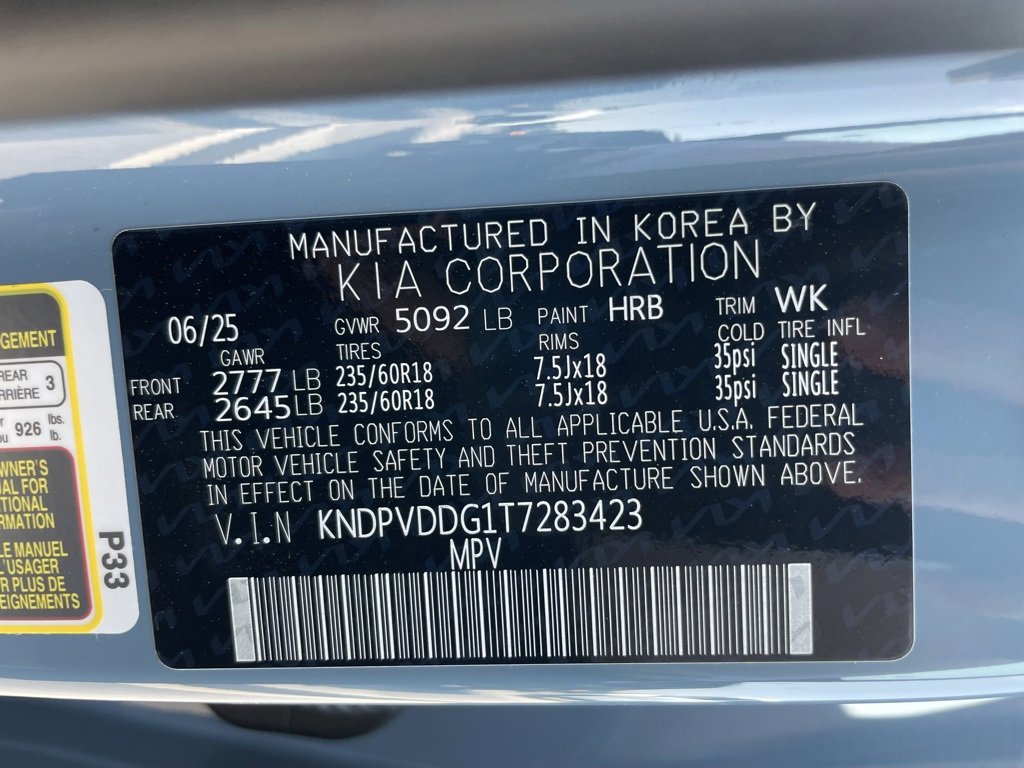 MANUFACTURED IN KOREA BY
KIA CORPORATION
06/25 GVWR 5092 LB PAINT HRB TRIM WK
GAWR TIRES RIMS COLD TIRE INFL
FRONT 2777 LB 235/60R18 7.5Jx18 35psi SINGLE
REAR 2645 LB 235/60R18 7.5Jx18 35psi SINGLE
THIS VEHICLE CONFORMS TO ALL APPLICABLE U.S.A. FEDERAL
MOTOR VEHICLE SAFETY AND THEFT PREVENTION STANDARDS
IN EFFECT ON THE DATE OF MANUFACTURE SHOWN ABOVE.
V.I.N KNDPVDDG1T7283423
MPV
GEMENT
REAR
RRIÈRE 3
926 lbs.
lb.
WNER'S
UAL FOR
TIONAL
RMATION
LE MANUEL
L'USAGER
R PLUS DE
EIGNEMENTS
P33